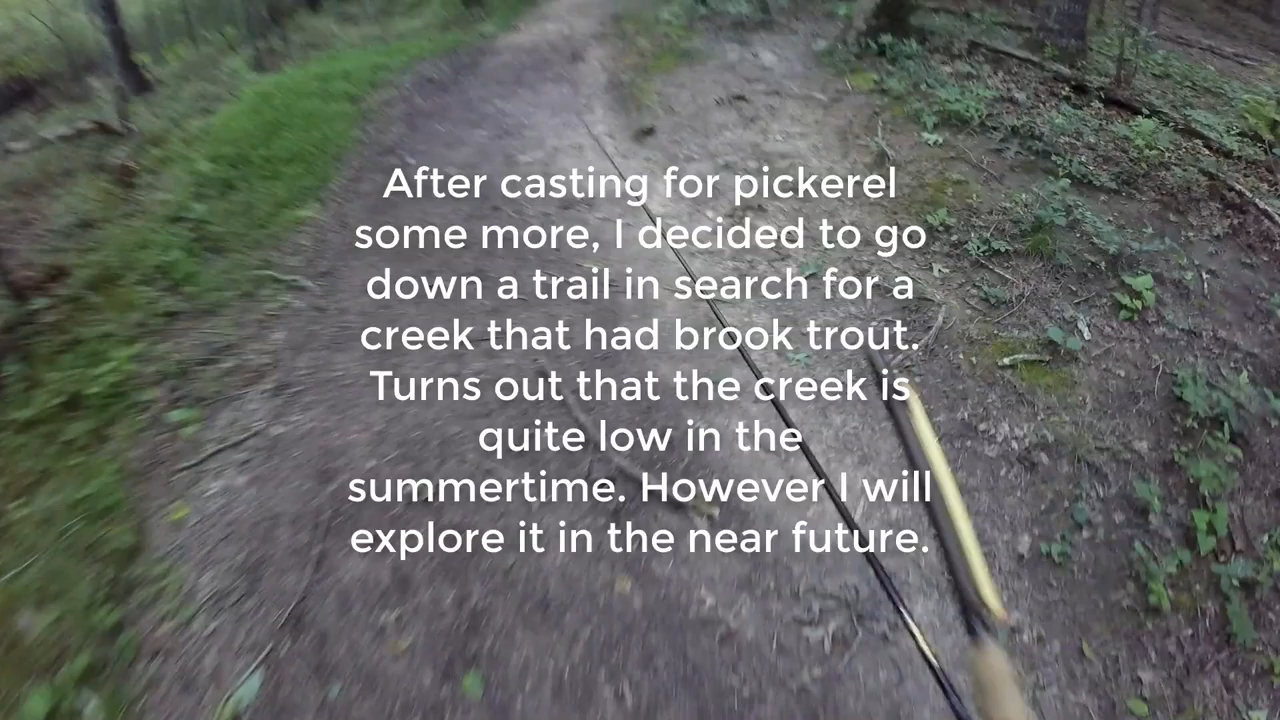 After casting for pickerel
some more, I decided to go
down a trail in search for a
creek that had brook trout.
Turns out that the creek is
quite low in the
summertime. However I will
explore it in the near future.